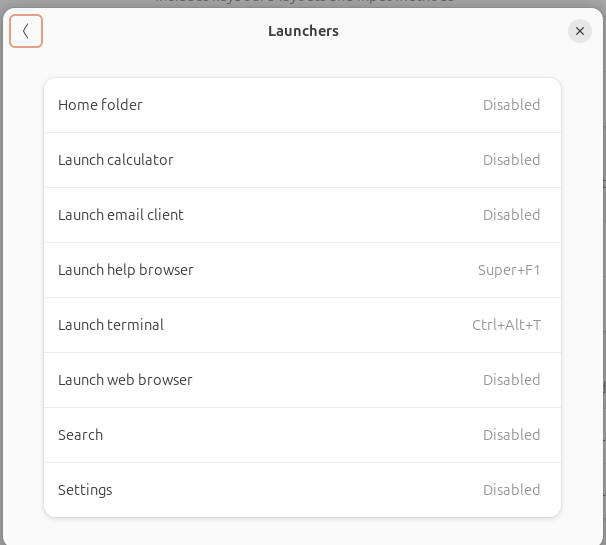 Launchers
Home folder Disabled
Launch calculator Disabled
Launch email client Disabled
Launch help browser Super+F1
Launch terminal Ctrl+Alt+T
Launch web browser Disabled
Search Disabled
Settings Disabled